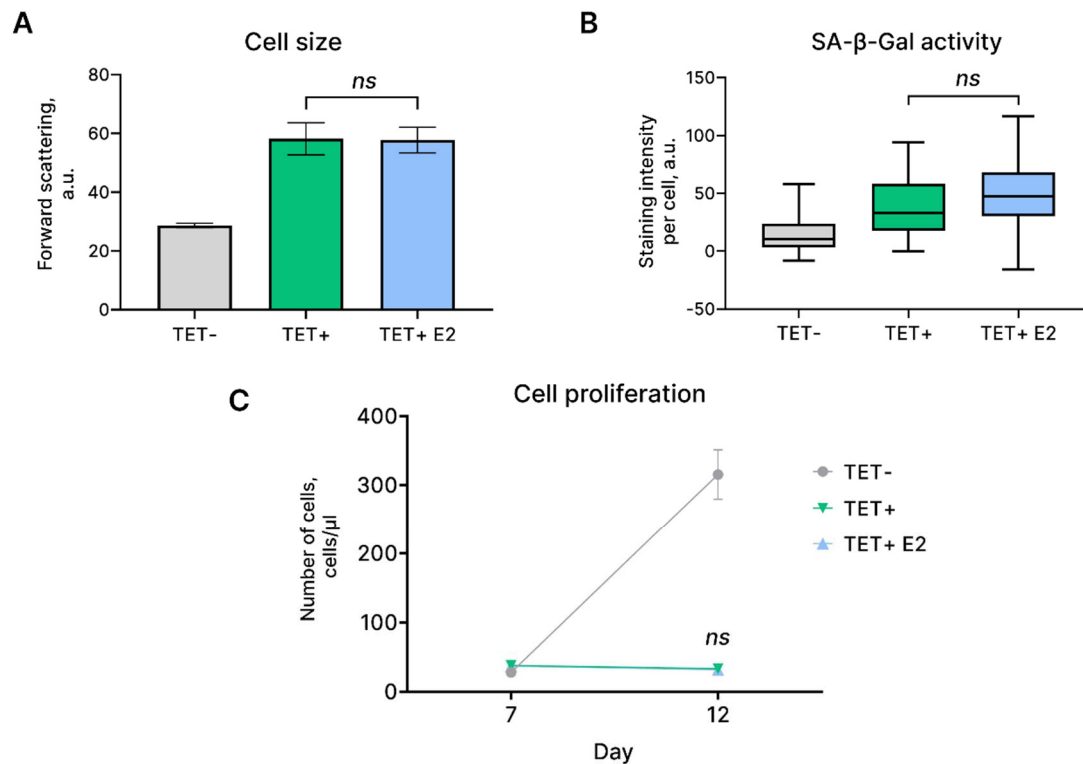 A
Cell size
Forward scattering,
a.u.
80
60
40
20
0
ns
TET-
TET+
TET+ E2
B
SA-β-Gal activity
Staining intensity
per cell, a.u.
150
100
50
0
-50
ns
TET-
TET+
TET+ E2
C
Cell proliferation
Number of cells,
cells/µl
400
300
200
100
0
ns
7
12
Day
TET-
TET+
TET+ E2